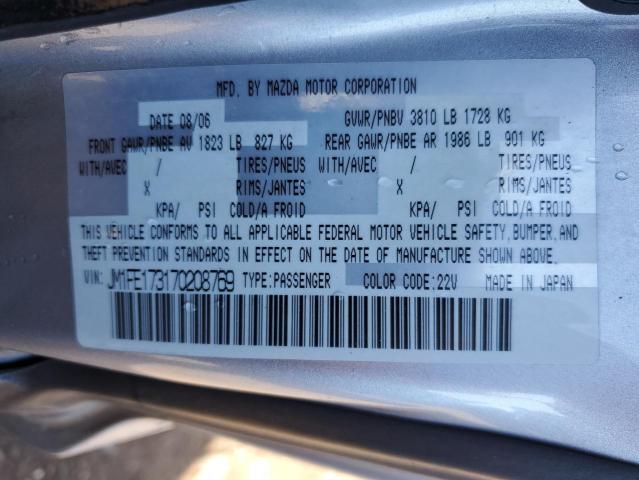 MFD. BY MAZDA MOTOR CORPORATION
DATE 08/06 GVWR/PNBV 3810 LB 1728 KG
FRONT GAWR/PNBE AV 1823 LB 827 KG REAR GAWR/PNBE AR 1986 LB 901 KG
WITH/AVEC / TIRES/PNEUS WITH/AVEC / TIRES/PNEUS
X RIMS/JANTES X RIMS/JANTES
KPA/ PSI COLD/A FROID KPA/ PSI COLD/A FROID
THIS VEHICLE CONFORMS TO ALL APPLICABLE FEDERAL MOTOR VEHICLE SAFETY, BUMPER, AND
THEFT PREVENTION STANDARDS IN EFFECT ON THE DATE OF MANUFACTURE SHOWN ABOVE.
VIN: JM1FE173170208769 TYPE:PASSENGER COLOR CODE:22V MADE IN JAPAN